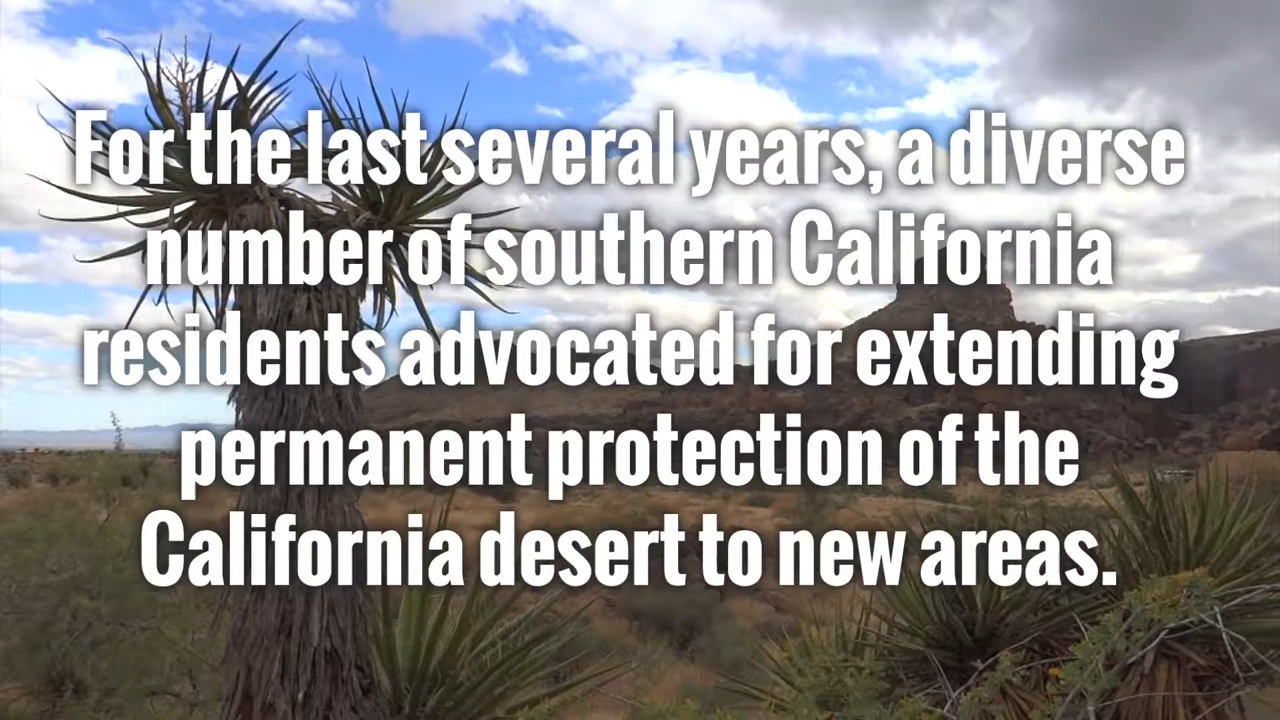 For the last several years, a diverse
number of southern California
residents advocated for extending
permanent protection of the
California desert to new areas.